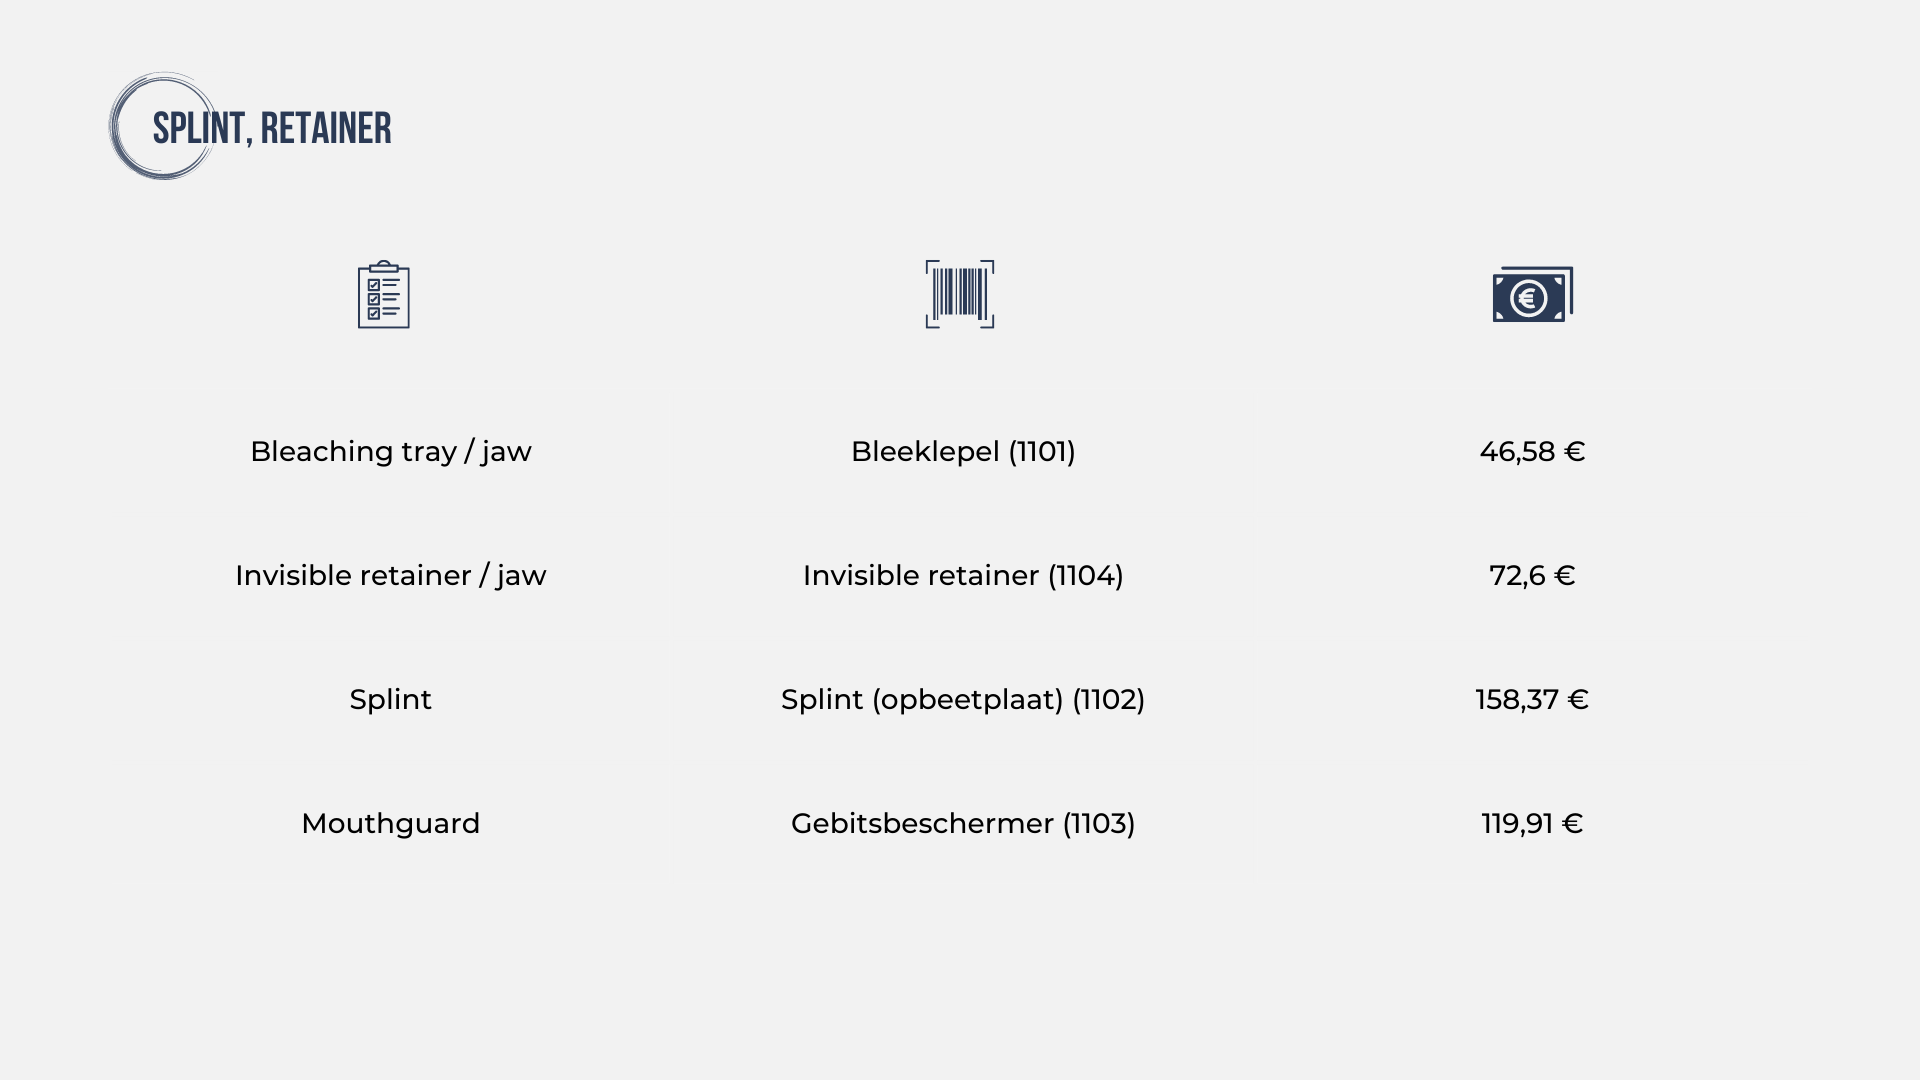 SPLINT, RETAINER
Bleaching tray / jaw Bleeklepel (1101) 46,58 €
Invisible retainer / jaw Invisible retainer (1104) 72,6 €
Splint Splint (opbeetplaat) (1102) 158,37 €
Mouthguard Gebitsbeschermer (1103) 119,91 €